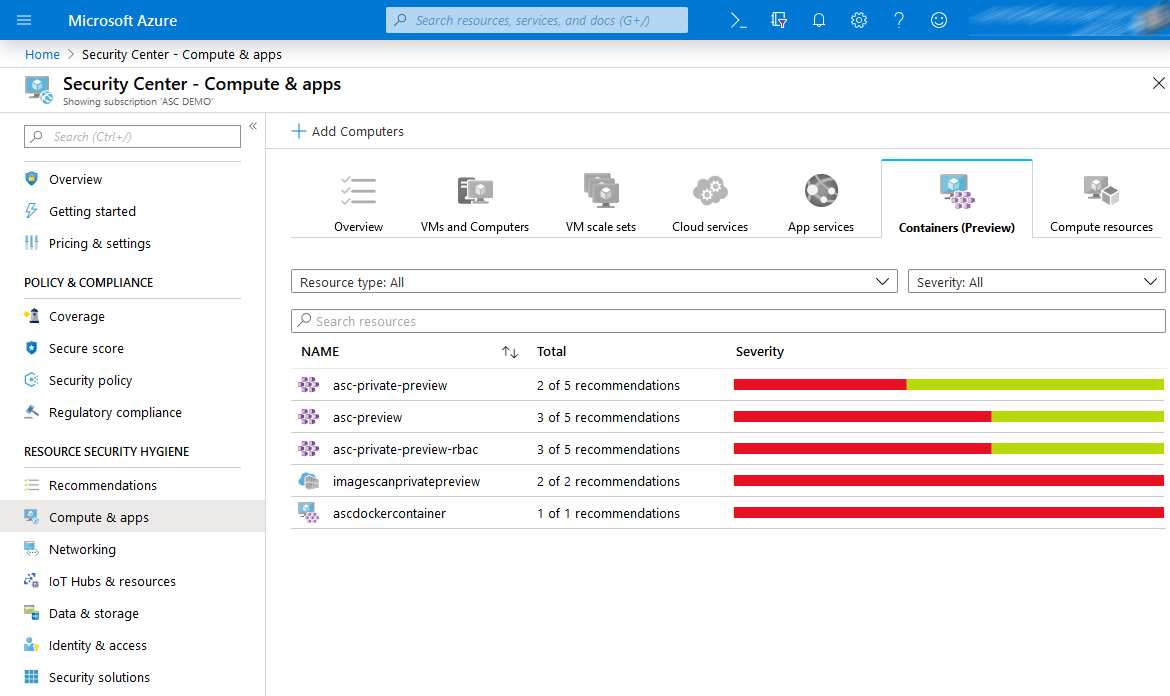 Microsoft Azure
Search resources, services, and docs (G+/)
Home > Security Center - Compute & apps
Security Center - Compute & apps
Showing subscription 'ASC DEMO'
Search (Ctrl+/)
Overview
Getting started
Pricing & settings
POLICY & COMPLIANCE
Coverage
Secure score
Security policy
Regulatory compliance
RESOURCE SECURITY HYGIENE
Recommendations
Compute & apps
Networking
IoT Hubs & resources
Data & storage
Identity & access
Security solutions
Add Computers
Overview
VMs and Computers
VM scale sets
Cloud services
App services
Containers (Preview)
Compute resources
Resource type: All
Severity: All
Search resources
NAME Total Severity
asc-private-preview 2 of 5 recommendations
asc-preview 3 of 5 recommendations
asc-private-preview-rbac 3 of 5 recommendations
imagescanprivatepreview 2 of 2 recommendations
ascdockercontainer 1 of 1 recommendations